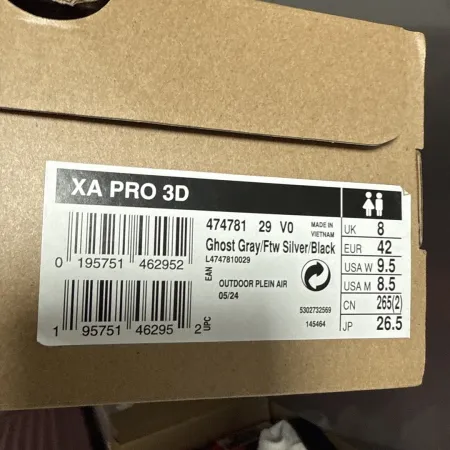 XA PRO 3D
474781 29 V0
MADE IN
VIETNAM
Ghost Gray/Ftw Silver/Black
L4747810029
0 195751 462952
EAN
OUTDOOR PLEIN AIR
05/24
5302732569
145464
1 95751 46295 2
UPC
UK 8
EUR 42
USA W 9.5
USA M 8.5
CN 265(2)
JP 26.5